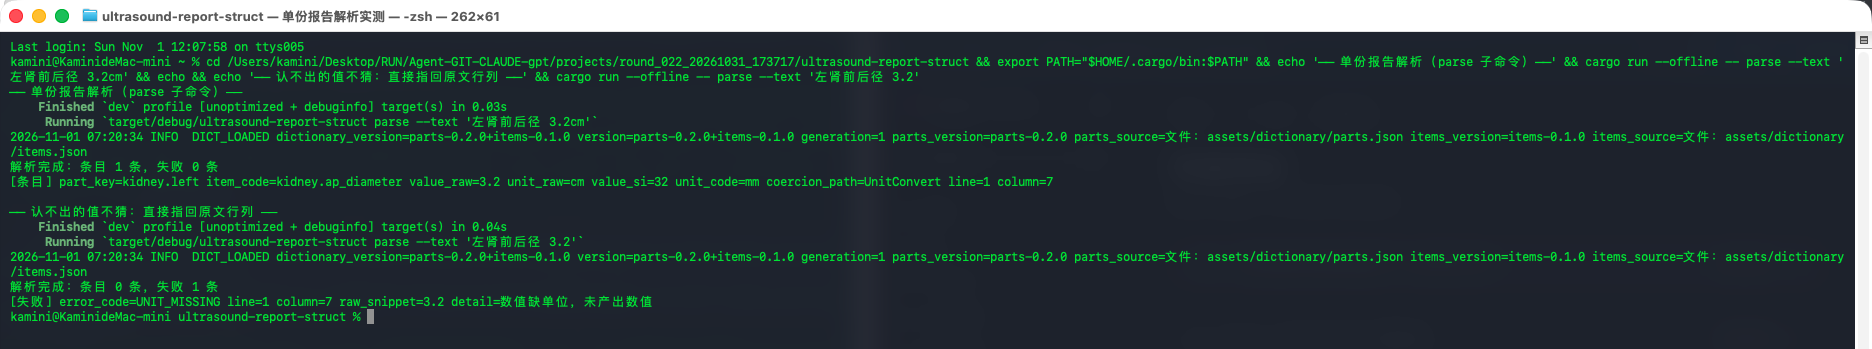 ultrasound-report-struct — 单份报告解析实测 — -zsh — 262×61
Last login: Sun Nov  1 12:07:58 on ttys005
kamini@KaminideMac-mini ~ % cd /Users/kamini/Desktop/RUN/Agent-GIT-CLAUDE-gpt/projects/round_022_20261031_173717/ultrasound-report-struct && export PATH="$HOME/.cargo/bin:$PATH" && echo '—— 单份报告解析 (parse 子命令) ——' && cargo run --offline -- parse --text '
左肾前后径 3.2cm' && echo && echo '—— 认不出的值不猜: 直接指回原文行列 ——' && cargo run --offline -- parse --text '左肾前后径 3.2'
—— 单份报告解析 (parse 子命令) ——
    Finished `dev` profile [unoptimized + debuginfo] target(s) in 0.03s
     Running `target/debug/ultrasound-report-struct parse --text '左肾前后径 3.2cm'`
2026-11-01 07:20:34 INFO  DICT_LOADED dictionary_version=parts-0.2.0+items-0.1.0 version=parts-0.2.0+items-0.1.0 generation=1 parts_version=parts-0.2.0 parts_source=文件: assets/dictionary/parts.json items_version=items-0.1.0 items_source=文件: assets/dictionary
/items.json
解析完成: 条目 1 条, 失败 0 条
[条目] part_key=kidney.left item_code=kidney.ap_diameter value_raw=3.2 unit_raw=cm value_si=32 unit_code=mm coercion_path=UnitConvert line=1 column=7
—— 认不出的值不猜: 直接指回原文行列 ——
    Finished `dev` profile [unoptimized + debuginfo] target(s) in 0.04s
     Running `target/debug/ultrasound-report-struct parse --text '左肾前后径 3.2'`
2026-11-01 07:20:34 INFO  DICT_LOADED dictionary_version=parts-0.2.0+items-0.1.0 version=parts-0.2.0+items-0.1.0 generation=1 parts_version=parts-0.2.0 parts_source=文件: assets/dictionary/parts.json items_version=items-0.1.0 items_source=文件: assets/dictionary
/items.json
解析完成: 条目 0 条, 失败 1 条
[失败] error_code=UNIT_MISSING line=1 column=7 raw_snippet=3.2 detail=数值缺单位, 未产出数值
kamini@KaminideMac-mini ultrasound-report-struct %